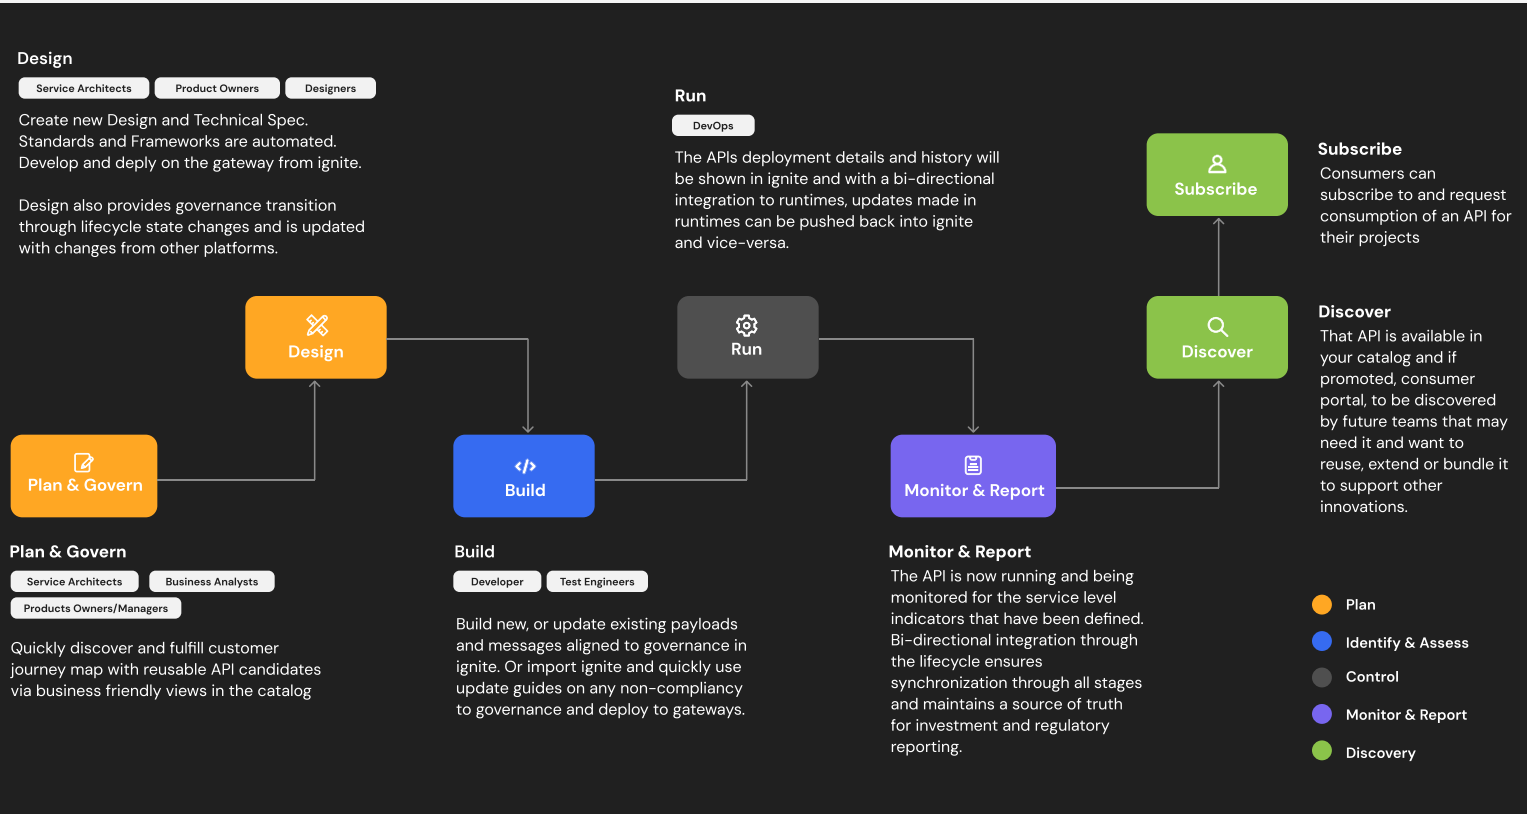 Design
Service Architects
Product Owners
Designers
Create new Design and Technical Spec.
Standards and Frameworks are automated.
Develop and deply on the gateway from ignite.
Design also provides governance transition
through lifecycle state changes and is updated
with changes from other platforms.
Run
DevOps
The APIs deployment details and history will
be shown in ignite and with a bi-directional
integration to runtimes, updates made in
runtimes can be pushed back into ignite
and vice-versa.
Subscribe
Subscribe
Consumers can
subscribe to and request
consumption of an API for
their projects
Design
Run
Discover
Discover
That API is available in
your catalog and if
promoted, consumer
portal, to be discovered
by future teams that may
need it and want to
reuse, extend or bundle it
to support other
innovations.
Plan & Govern
Build
Monitor & Report
Plan & Govern
Service Architects
Business Analysts
Products Owners/Managers
Quickly discover and fulfill customer
journey map with reusable API candidates
via business friendly views in the catalog
Build
Developer
Test Engineers
Build new, or update existing payloads
and messages aligned to governance in
ignite. Or import ignite and quickly use
update guides on any non-compliancy
to governance and deploy to gateways.
Monitor & Report
The API is now running and being
monitored for the service level
indicators that have been defined.
Bi-directional integration through
the lifecycle ensures
synchronization through all stages
and maintains a source of truth
for investment and regulatory
reporting.
Plan
Identify & Assess
Control
Monitor & Report
Discovery